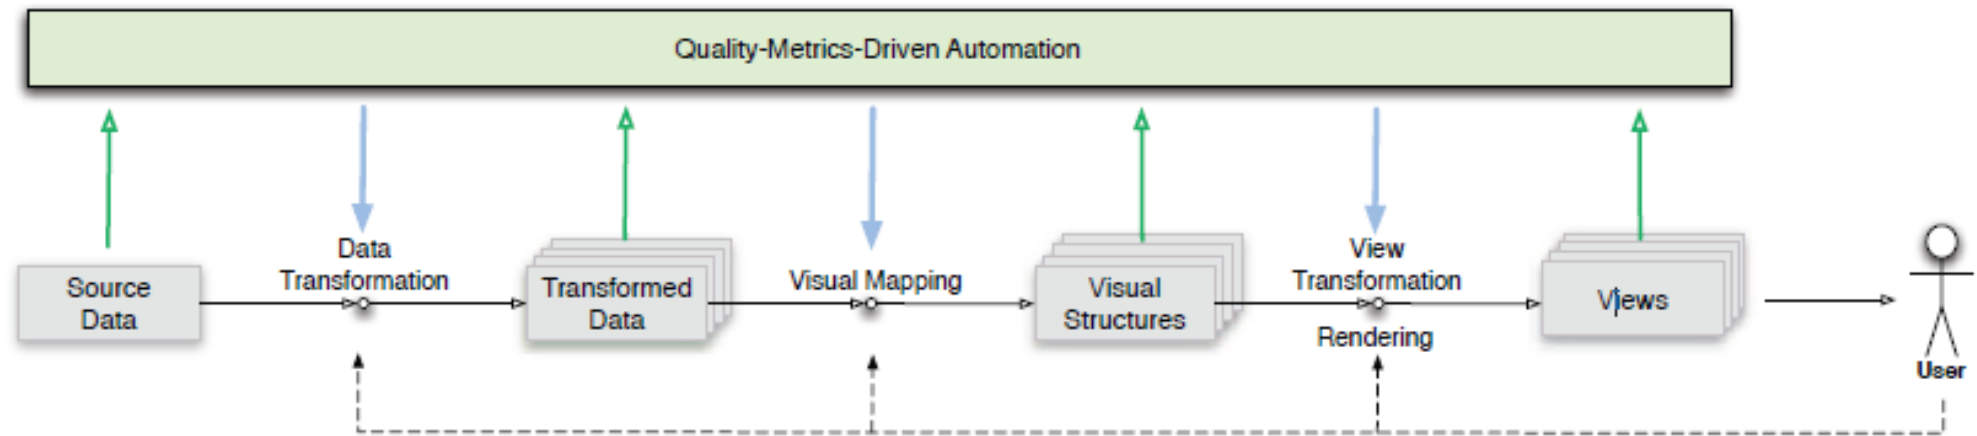 Quality-Metrics-Driven Automation
Data
Transformation
Visual Mapping
View
Transformation
Rendering
Source
Data
Transformed
Data
Visual
Structures
Views
User